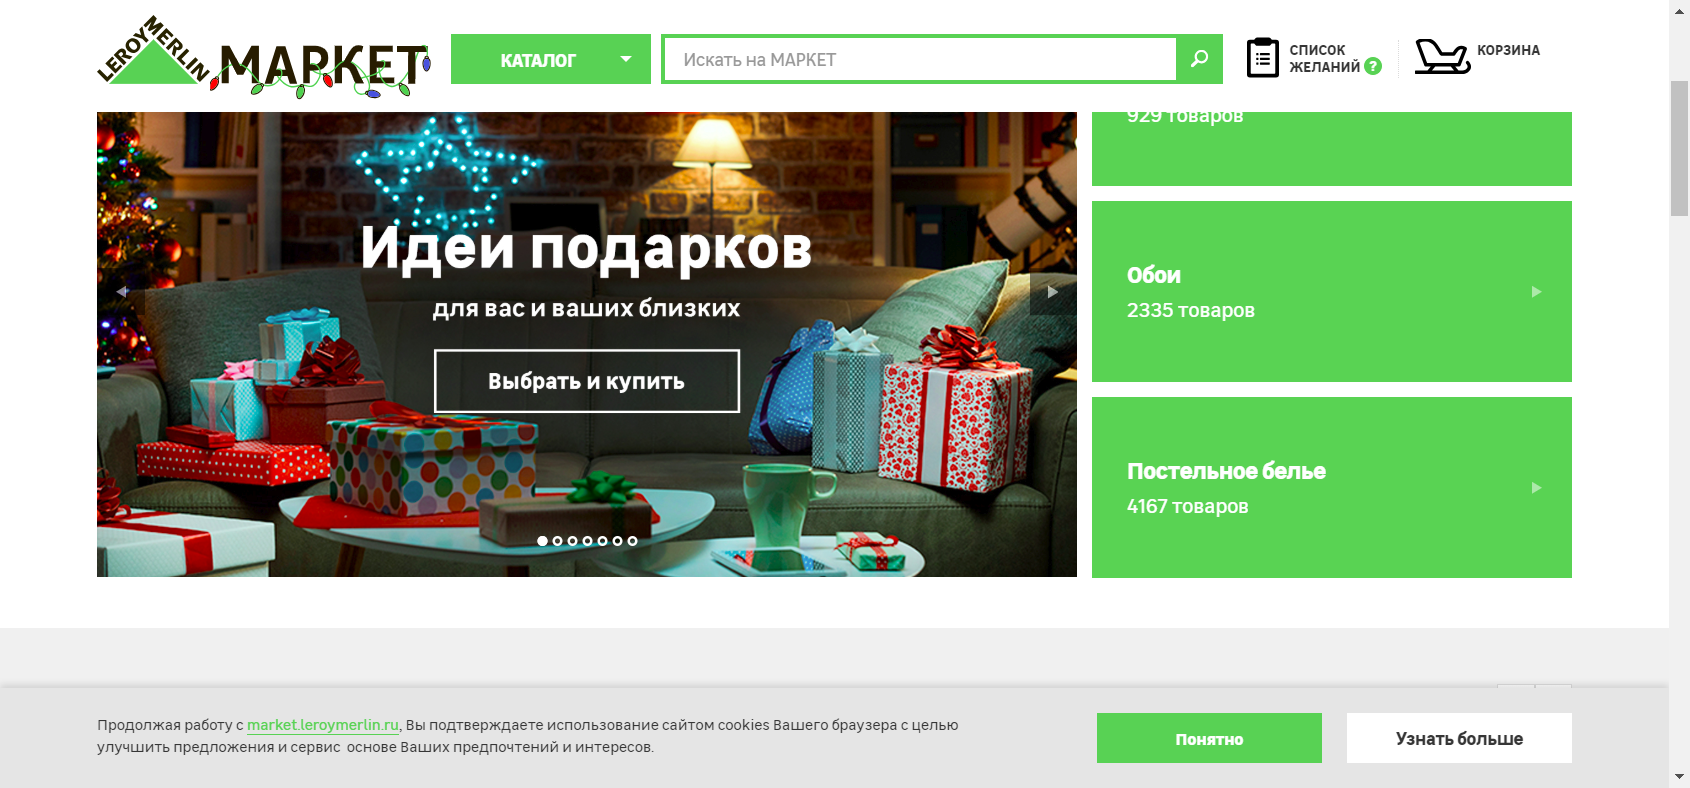 LEROY MERLIN МАРКЕТ
КАТАЛОГ
Искать на МАРКЕТ
СПИСОК
ЖЕЛАНИЙ ?
КОРЗИНА
929 товаров
Идеи подарков
для вас и ваших близких
Выбрать и купить
Обои
2335 товаров
Постельное белье
4167 товаров
Продолжая работу с market.leroymerlin.ru, Вы подтверждаете использование сайтом cookies Вашего браузера с целью
улучшить предложения и сервис основе Ваших предпочтений и интересов.
Понятно
Узнать больше